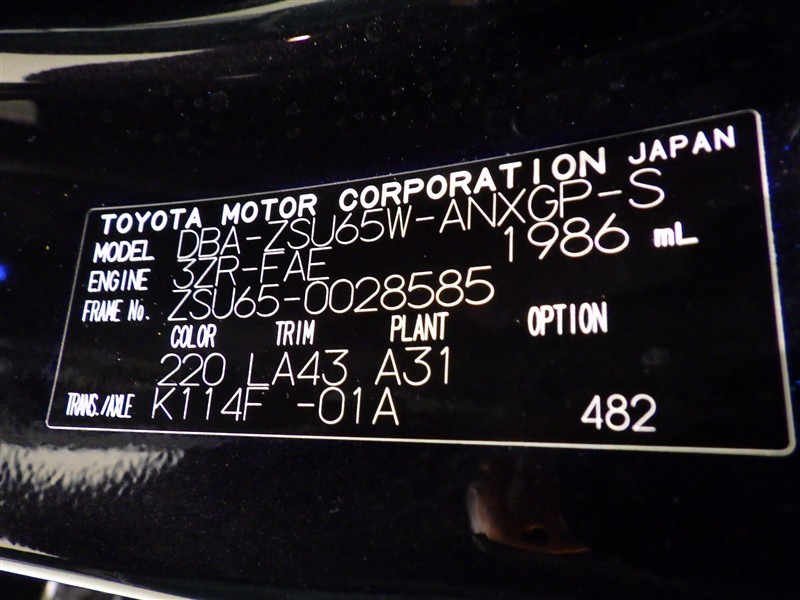 TOYOTA MOTOR CORPORATION JAPAN
MODEL DBA-ZSU65W-ANXGP-S
ENGINE 3ZR-FAE 1986 mL
FRAME No. ZSU65-0028585
COLOR TRIM PLANT OPTION
220 LA43 A31
TRANS./AXLE K114F -01A 482